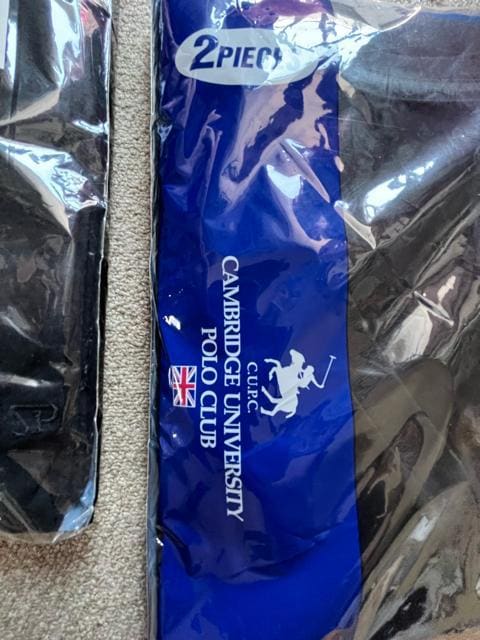 2PIECE
C.U.P.C.
CAMBRIDGE UNIVERSITY
POLO CLUB